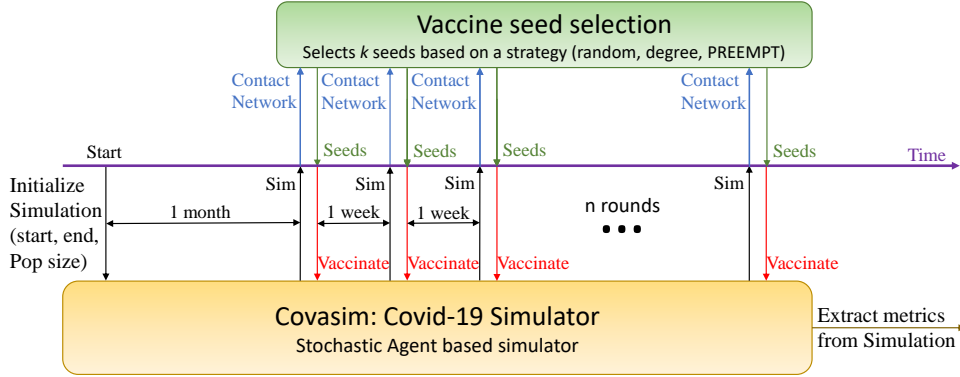 Vaccine seed selection
Selects k seeds based on a strategy (random, degree, PREEMPT)
Contact
Network
Contact
Network
Contact
Network
Contact
Network
Start
Seeds
Seeds
Seeds
Seeds
Time
Initialize
Simulation
(start, end,
Pop size)
1 month
Sim
1 week
Sim
1 week
Sim
n rounds
Sim
Vaccinate
Vaccinate
Vaccinate
Vaccinate
Covasim: Covid-19 Simulator
Stochastic Agent based simulator
Extract metrics
from Simulation